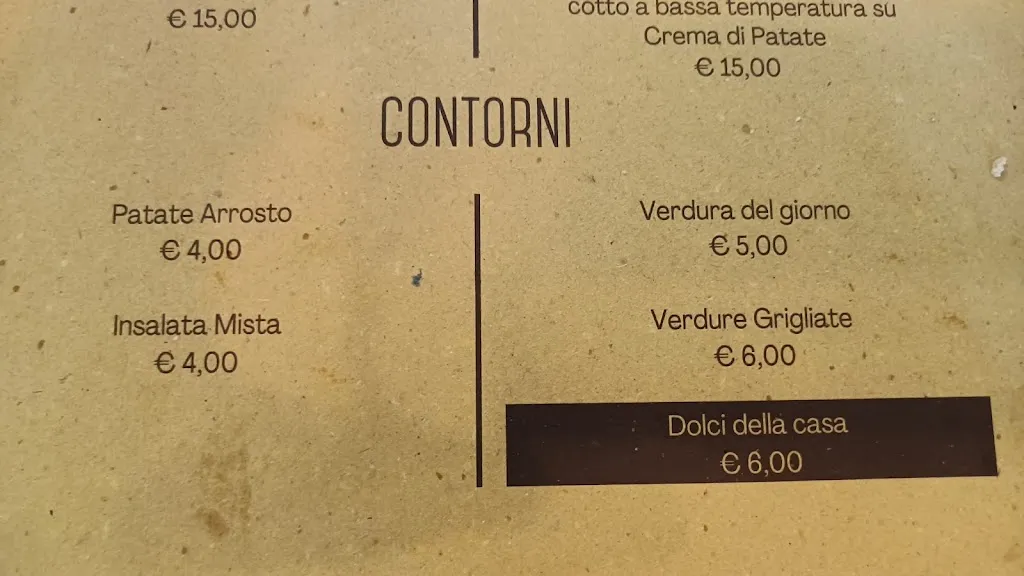 € 15,00
cotto a bassa temperatura su
Crema di Patate
€ 15,00
CONTORNI
Patate Arrosto
€ 4,00
Insalata Mista
€ 4,00
Verdura del giorno
€ 5,00
Verdure Grigliate
€ 6,00
Dolci della casa
€ 6,00